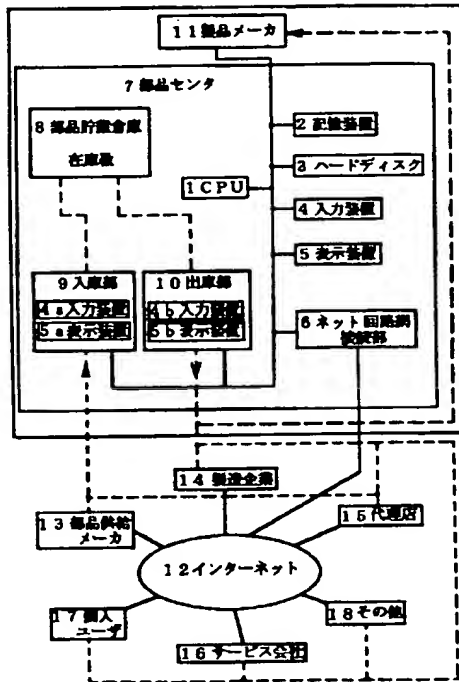 11製品メーカ
7部品センタ
8部品貯蔵倉庫
在庫数
2記憶装置
3ハードディスク
1CPU
4入力装置
5表示装置
9入庫部
4a入力装置
5a表示装置
10出庫部
4b入力装置
5b表示装置
6ネット回路網
接続部
14製造企業
13部品供給
メーカ
15代理店
12インターネット
17個人
ユーザ
18その他
16サービス会社